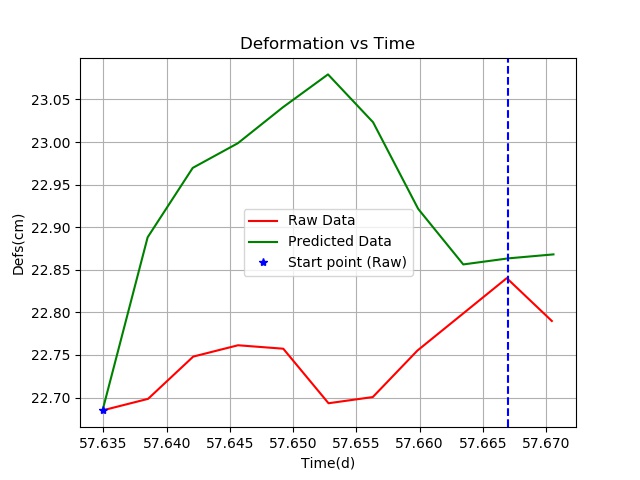 Deformation vs Time
Defs(cm)
23.05
23.00
22.95
22.90
22.85
22.80
22.75
22.70
Raw Data
Predicted Data
Start point (Raw)
57.635 57.640 57.645 57.650 57.655 57.660 57.665 57.670
Time(d)